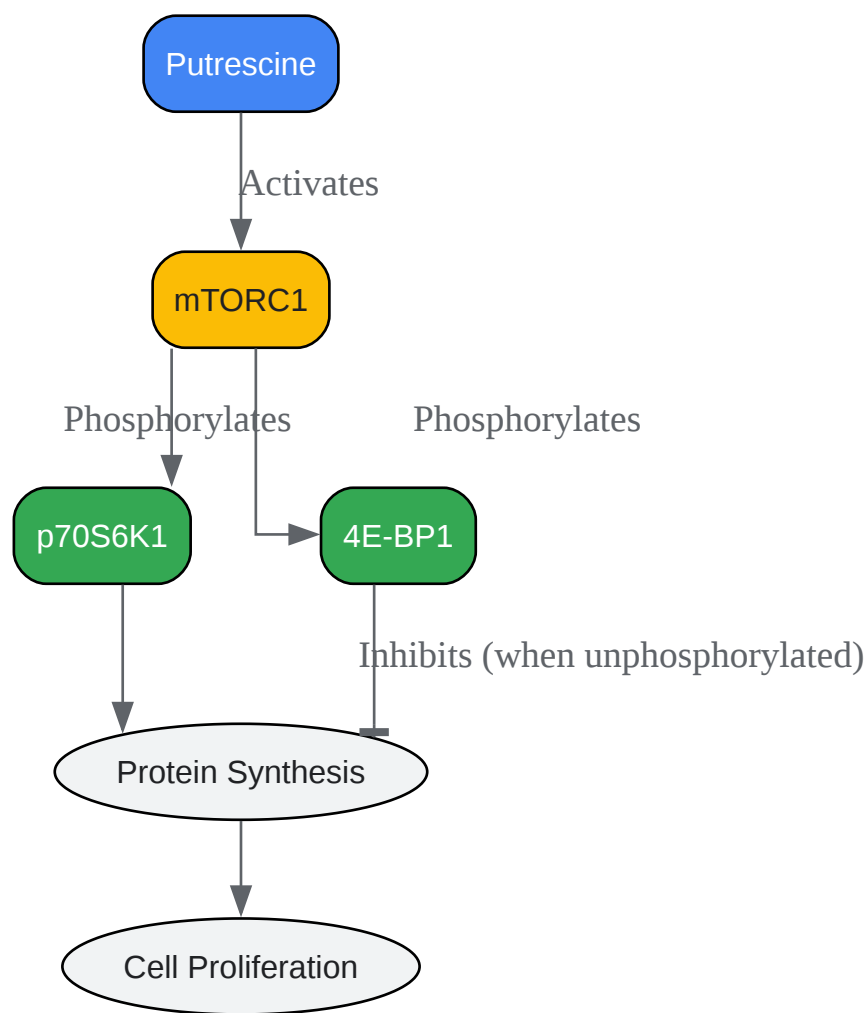 Putrescine
Activates
mTORC1
Phosphorylates
Phosphorylates
p70S6K1
4E-BP1
Inhibits (when unphosphorylated)
Protein Synthesis
Cell Proliferation